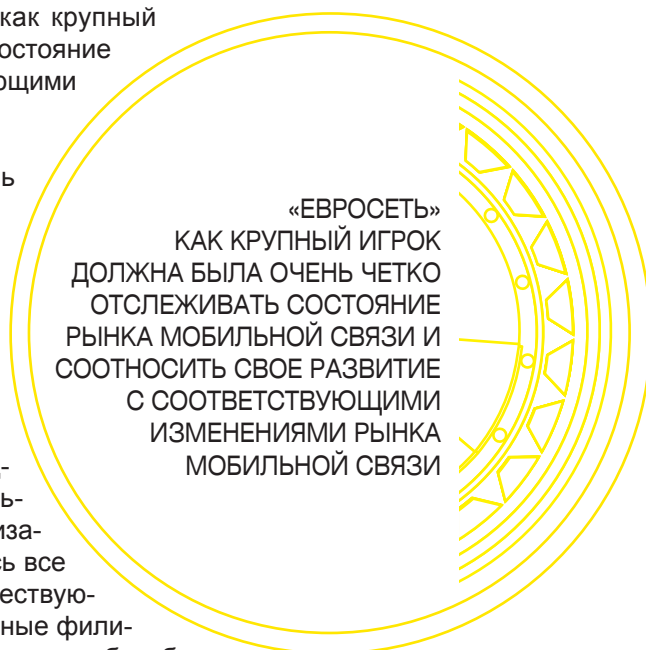 как крупный
остояние
ющими
ь
«ЕВРОСЕТЬ»
КАК КРУПНЫЙ ИГРОК
ДОЛЖНА БЫЛА ОЧЕНЬ ЧЕТКО
ОТСЛЕЖИВАТЬ СОСТОЯНИЕ
РЫНКА МОБИЛЬНОЙ СВЯЗИ И
СООТНОСИТЬ СВОЕ РАЗВИТИЕ
С СООТВЕТСТВУЮЩИМИ
ИЗМЕНЕНИЯМИ РЫНКА
МОБИЛЬНОЙ СВЯЗИ
ь-
иза-
сь все
ествую-
ные фили-